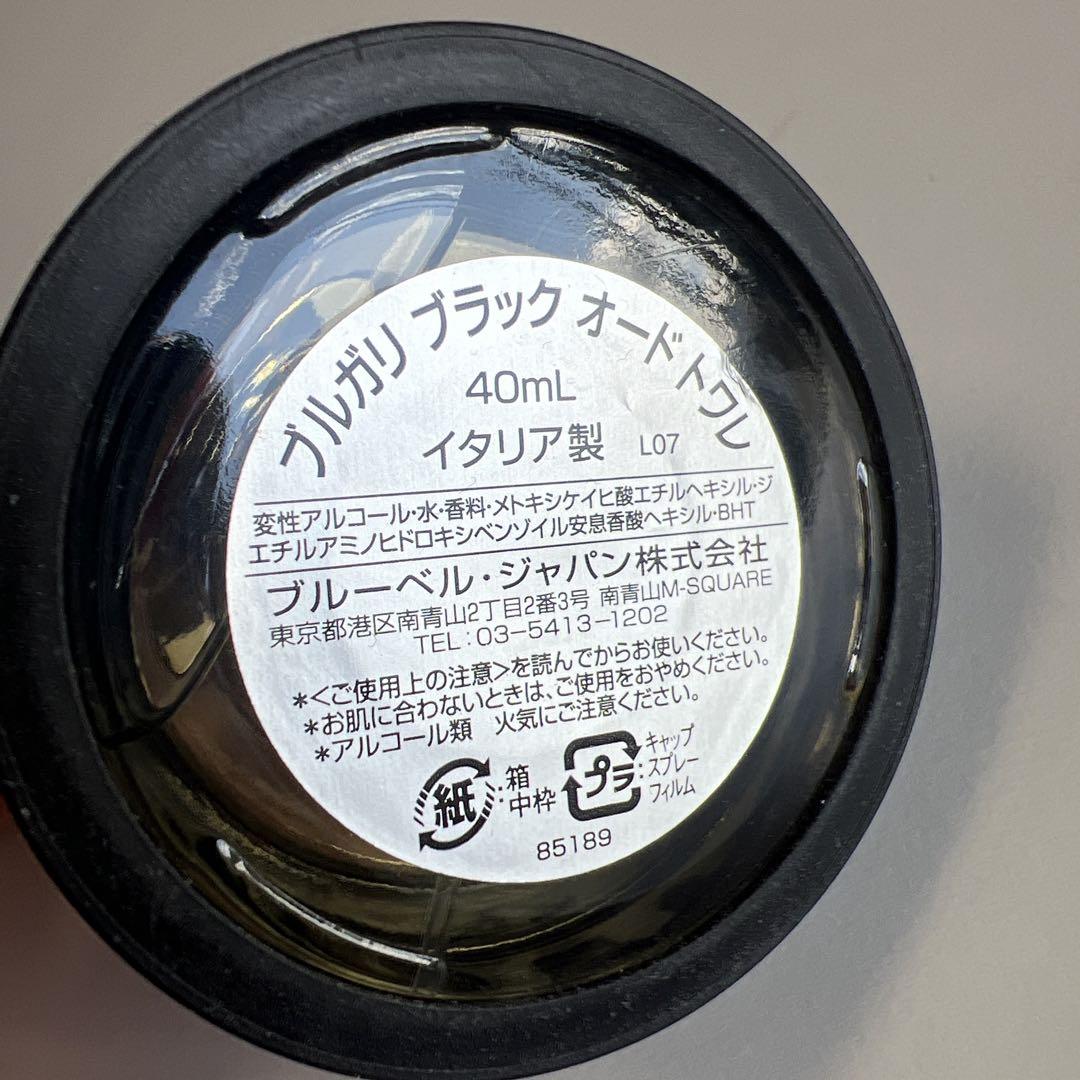 ブルガリ ブラック オードトワレ
40mL
イタリア製 L07
変性アルコール・水・香料・メトキシケイヒ酸エチルヘキシル・ジ
エチルアミノヒドロキシベンゾイル安息香酸ヘキシル・BHT
ブルーベル・ジャパン株式会社
東京都港区南青山2丁目2番3号 南青山M-SQUARE
TEL:03-5413-1202
*<ご使用上の注意>を読んでからお使いください。
*お肌に合わないときは、ご使用をおやめください。
*アルコール類 火気にご注意ください。
紙:箱
中枠
プラ:キャップ
スプレー
フィルム
85189